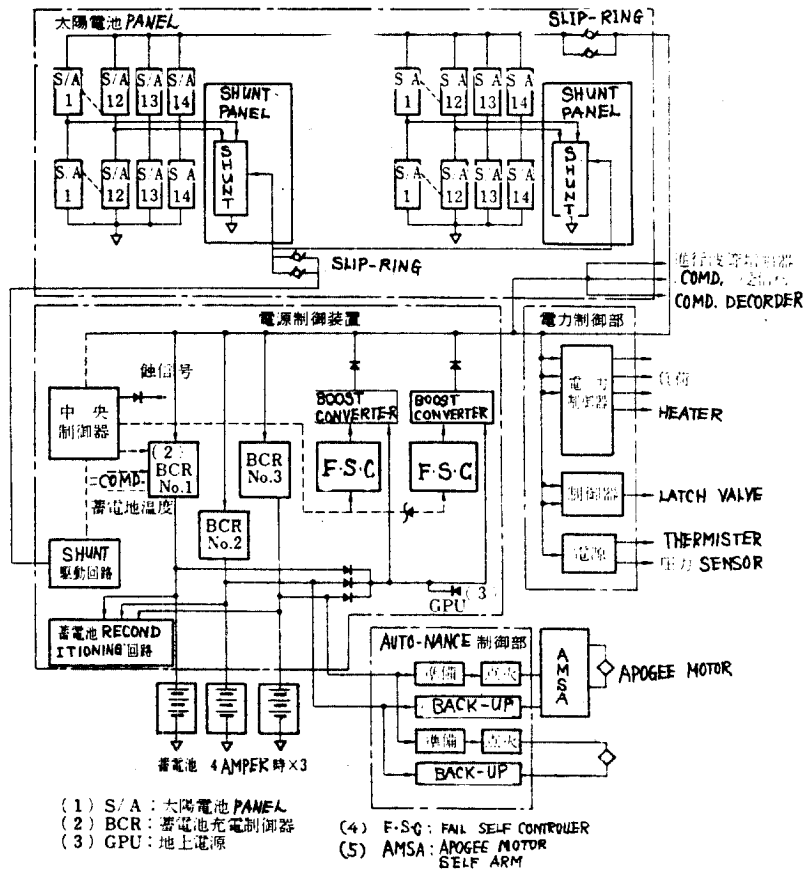 太陽電池 PANEL
SLIP-RING
S/A 1
S/A 12
S/A 13
S/A 14
SHUNT PANEL
SHUNT
S/A 1
S/A 12
S/A 13
S/A 14
S A 1
S A 12
S A 13
S A 14
SHUNT PANEL
SHUNT
S/A 1
S/A 12
S A 13
S A 14
SLIP-RING
COMD.
COMD. DECORDER
電源制御装置
電力制御部
蝕信号
中央
制御器
(2)
BCR
No.1
COMD.
蓄電地温度
BCR
No.2
BCR
No.3
BOOST
CONVERTER
BOOST
CONVERTER
F·S·C
F·S·C
電力
制御器
負荷
HEATER
制御器
LATCH VALVE
電源
THERMISTER
圧力 SENSOR
SHUNT
駆動回路
(3)
GPU
蓄電池 RECOND
ITIONING 回路
AUTO-NANCE 制御部
準備
点火
BACK-UP
準備
点火
BACK-UP
AMSA
APOGEE MOTOR
蓄電池 4 AMPER 時×3
(1) S/A:太陽電池 PANEL
(2) BCR:蓄電池充電制御器
(3) GPU:地上電源
(4) F·S·C: FAIL SELF CONTROLLER
(5) AMSA: APOGEE MOTOR
SELF ARM